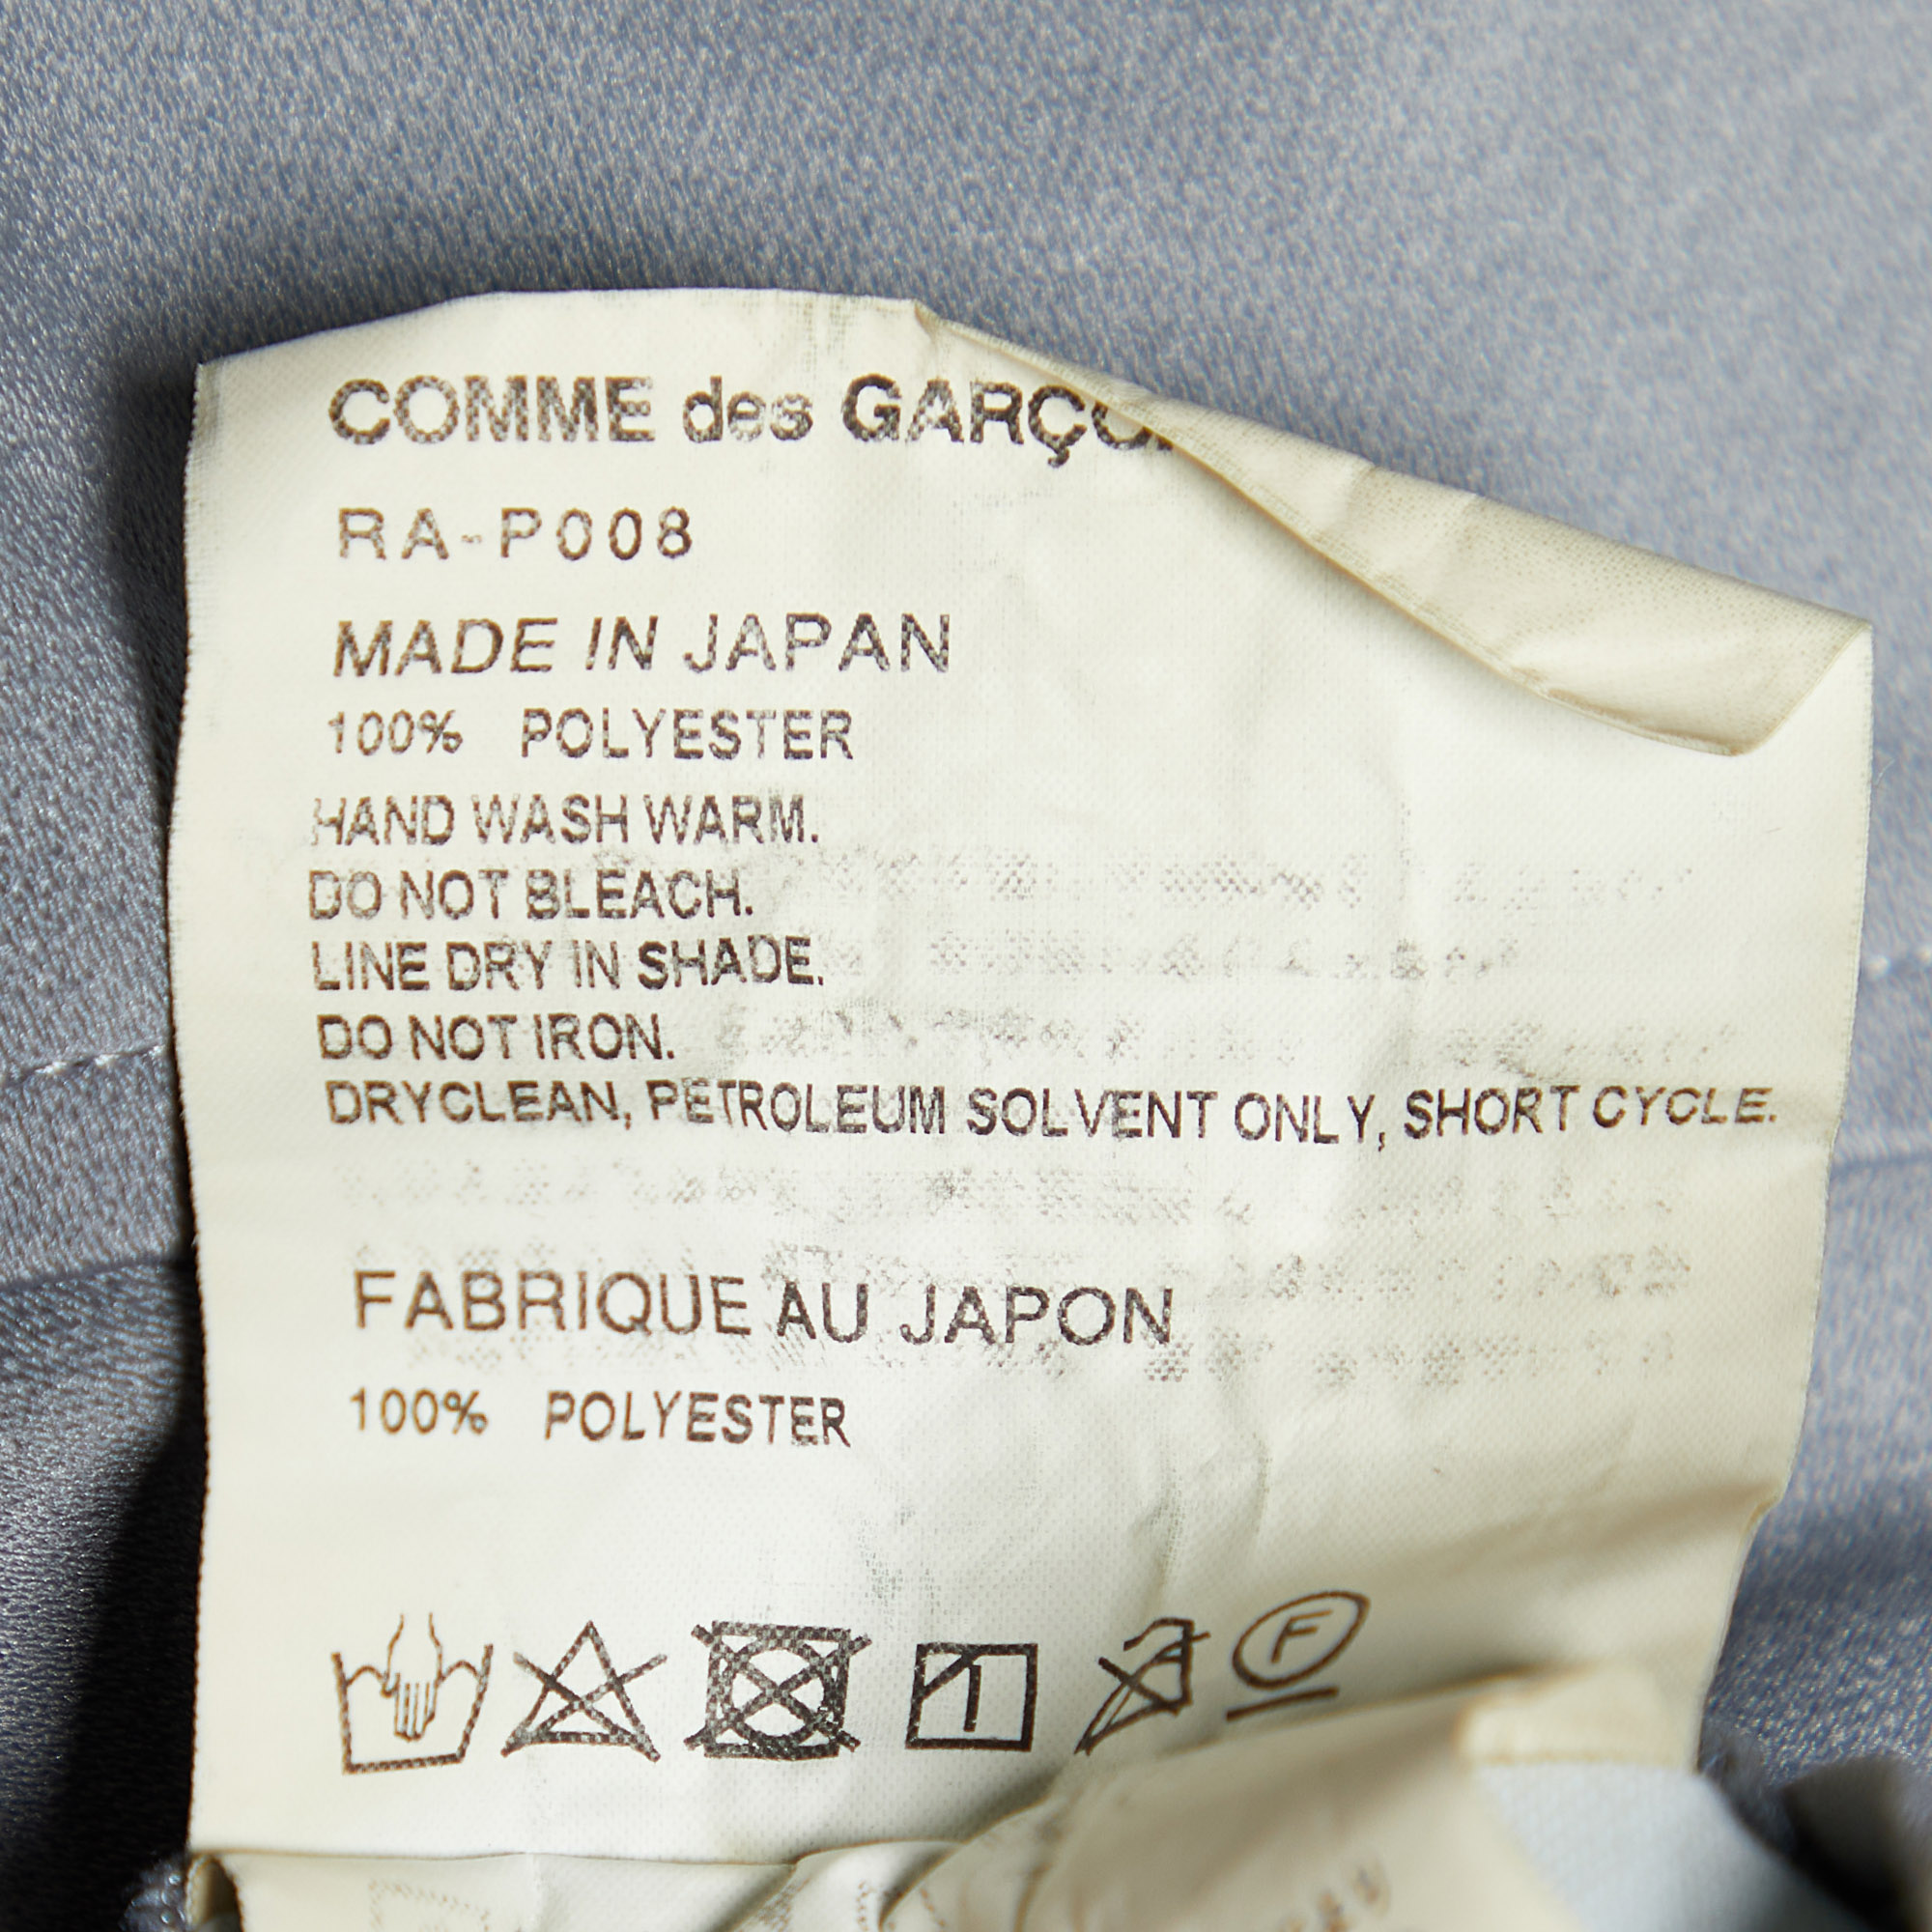 COMME des GARÇO
RA-P008
MADE IN JAPAN
100% POLYESTER
HAND WASH WARM.
DO NOT BLEACH.
LINE DRY IN SHADE.
DO NOT IRON.
DRYCLEAN, PETROLEUM SOLVENT ONLY, SHORT CYCLE.
FABRIQUE AU JAPON
100% POLYESTER
F